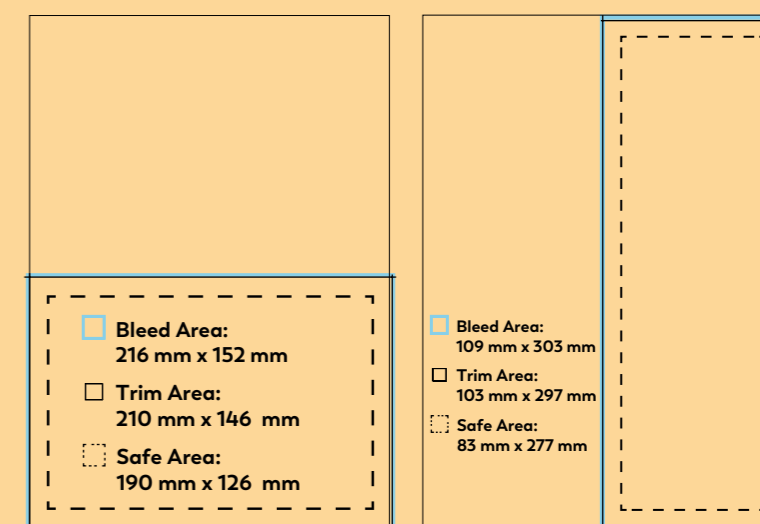 Bleed Area:
216 mm x 152 mm
Trim Area:
210 mm x 146  mm
Safe Area:
190 mm x 126  mm
Bleed Area:
109 mm x 303 mm
Trim Area:
103 mm x 297 mm
Safe Area:
83 mm x 277 mm